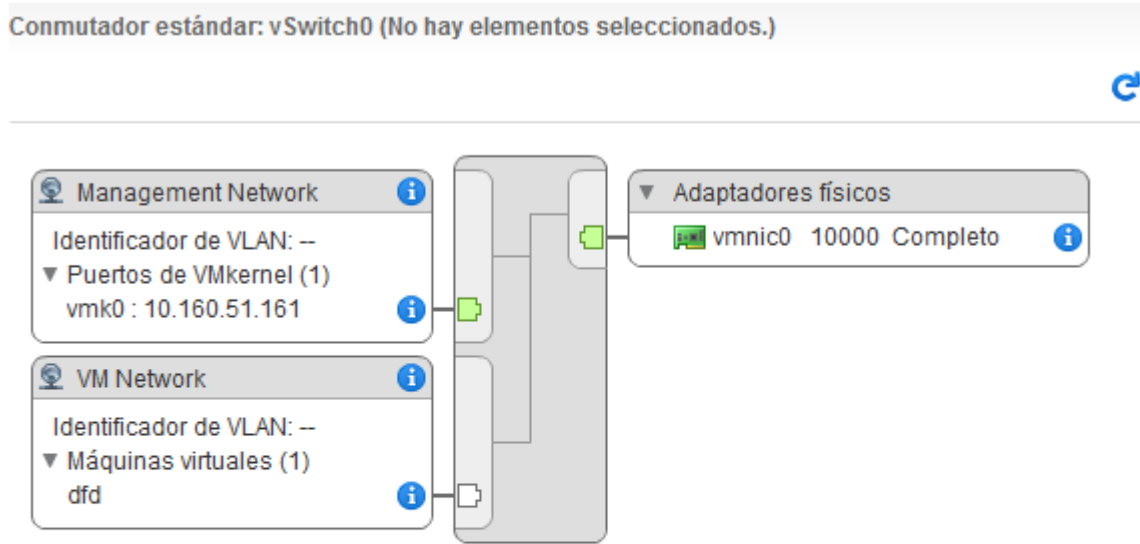 Conmutador estándar: vSwitch0 (No hay elementos seleccionados.)
Management Network
Identificador de VLAN: --
Puertos de VMkernel (1)
vmk0 : 10.160.51.161
VM Network
Identificador de VLAN: --
Máquinas virtuales (1)
dfd
Adaptadores físicos
vmnic0 10000 Completo